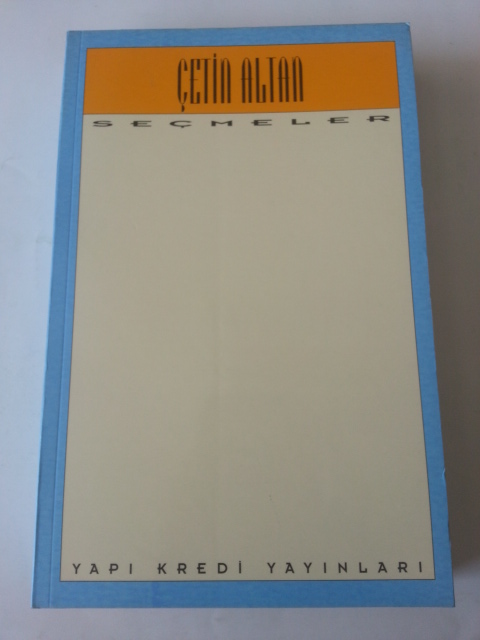 ÇETİN ALTAN
SEÇMELER
YAPI KREDİ YAYINLARI